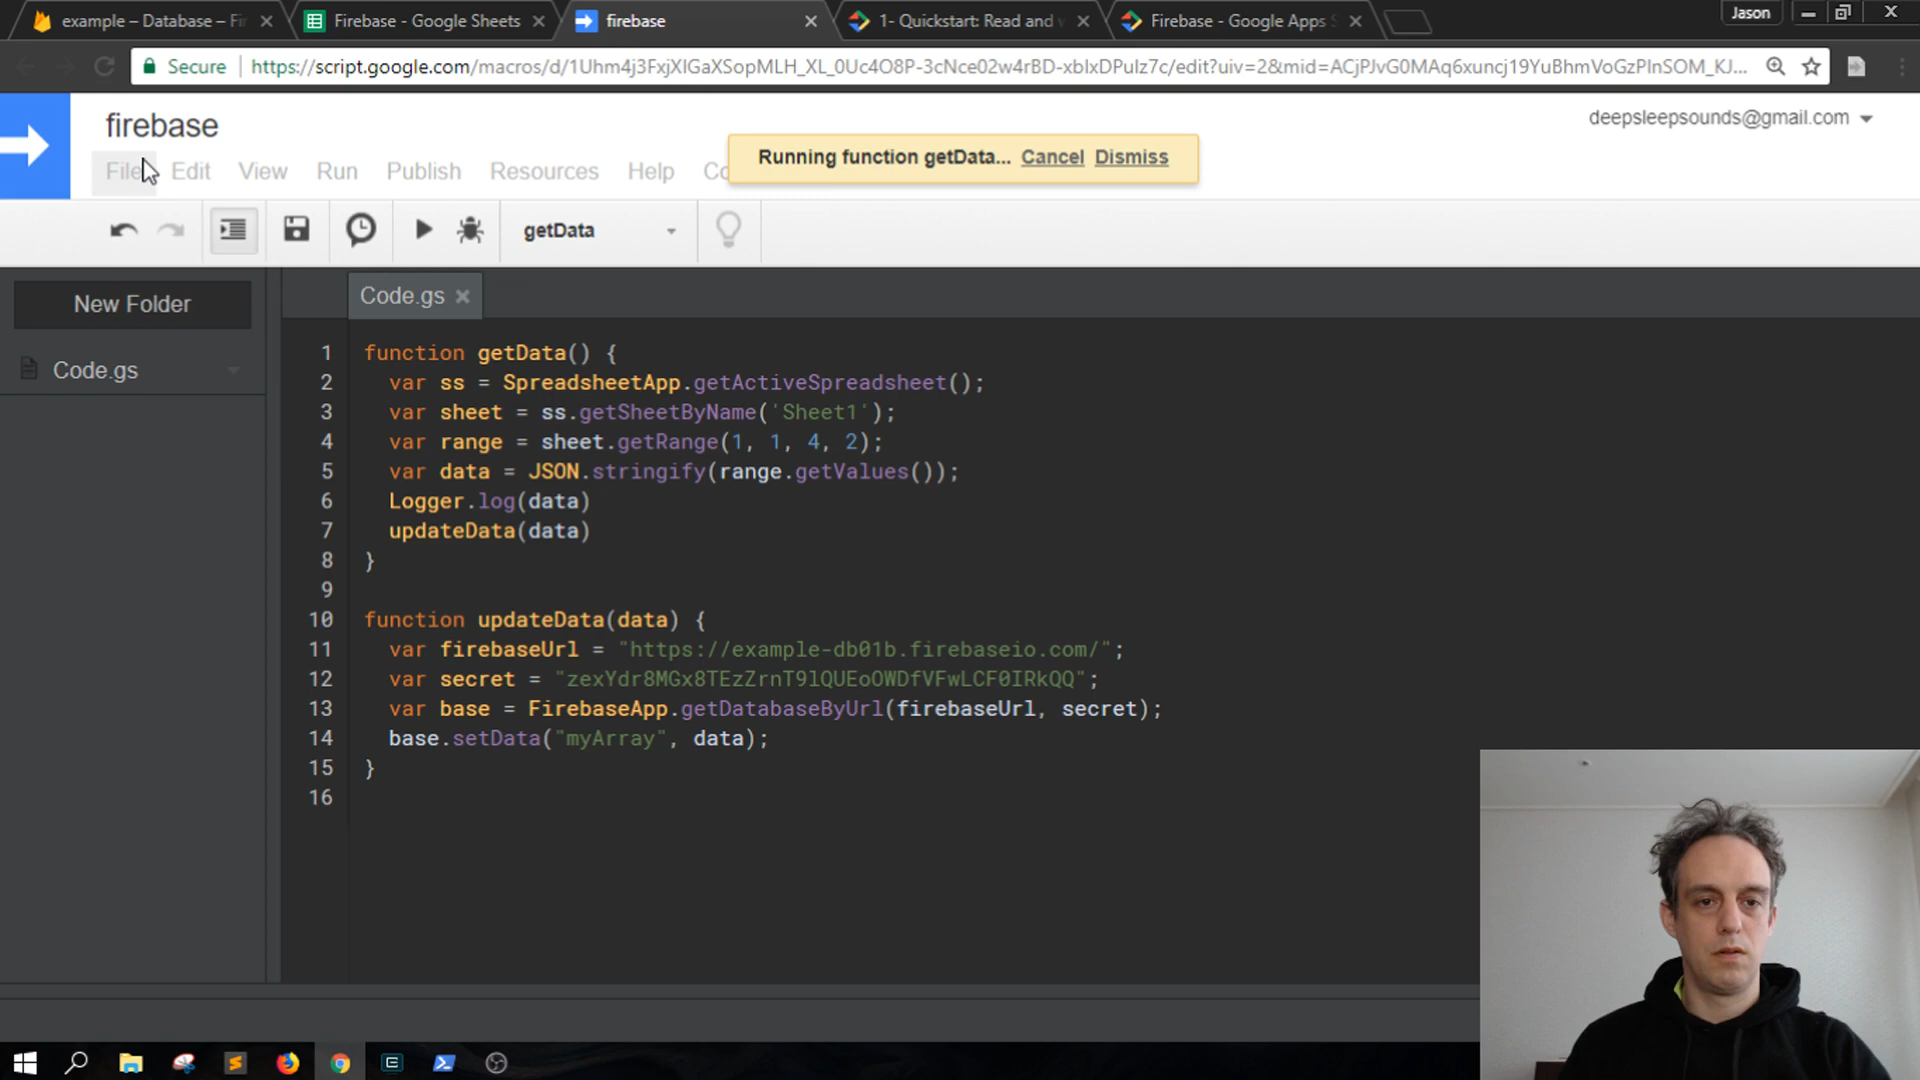 example – Database – Fi
Firebase - Google Sheets
firebase
1- Quickstart: Read and w
Firebase - Google Apps S
Jason
Secure
https://script.google.com/macros/d/1Uhm4j3FxjXIGaXSopMLH_XL_0Uc4O8P-3cNce02w4rBD-xbIxDPuIz7c/edit?uiv=2&mid=ACjPJvG0MAq6xuncj19YuBhmVoGzPInSOM_KJ...
firebase
deepsleepsounds@gmail.com
File Edit View Run Publish Resources Help Co
Running function getData... Cancel Dismiss
getData
New Folder
Code.gs
Code.gs
1 function getData() {
2 var ss = SpreadsheetApp.getActiveSpreadsheet();
3 var sheet = ss.getSheetByName('Sheet1');
4 var range = sheet.getRange(1, 1, 4, 2);
5 var data = JSON.stringify(range.getValues());
6 Logger.log(data)
7 updateData(data)
8 }
9
10 function updateData(data) {
11 var firebaseUrl = "https://example-db01b.firebaseio.com/";
12 var secret = "zexYdr8MGx8TEzZrnT9lQUEoOWDfVFwLCF0IRkQQ";
13 var base = FirebaseApp.getDatabaseByUrl(firebaseUrl, secret);
14 base.setData("myArray", data);
15 }
16